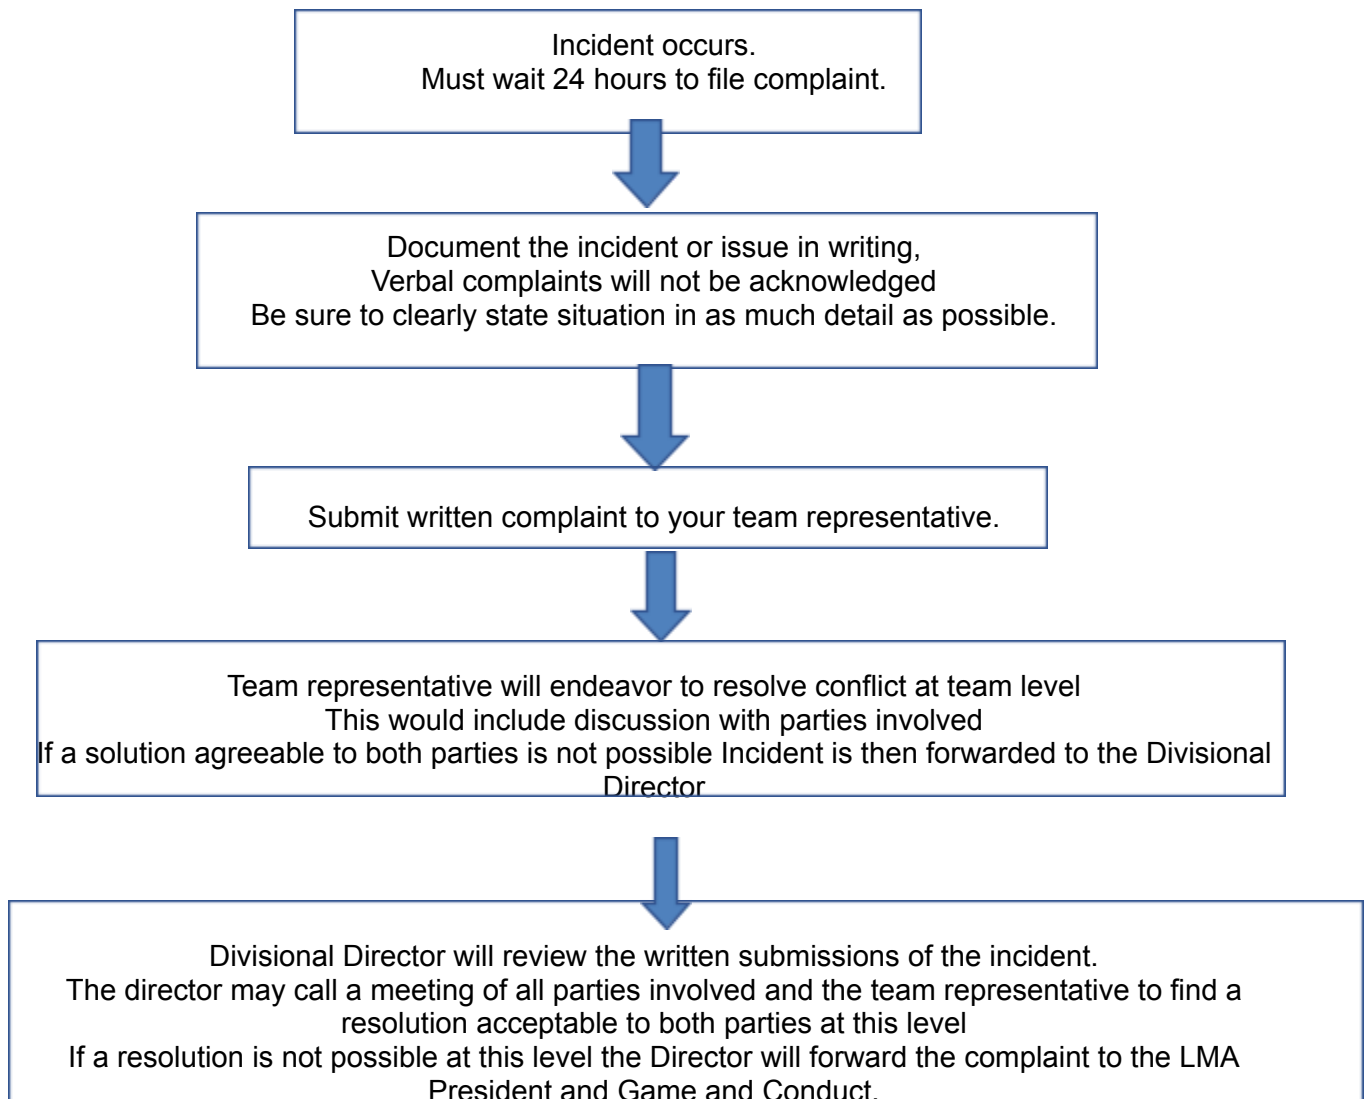 Incident occurs.
Must wait 24 hours to file complaint.
Document the incident or issue in writing,
Verbal complaints will not be acknowledged
Be sure to clearly state situation in as much detail as possible.
Submit written complaint to your team representative.
Team representative will endeavor to resolve conflict at team level
This would include discussion with parties involved
If a solution agreeable to both parties is not possible Incident is then forwarded to the Divisional
Director
Divisional Director will review the written submissions of the incident.
The director may call a meeting of all parties involved and the team representative to find a
resolution acceptable to both parties at this level
If a resolution is not possible at this level the Director will forward the complaint to the LMA
President and Game and Conduct.